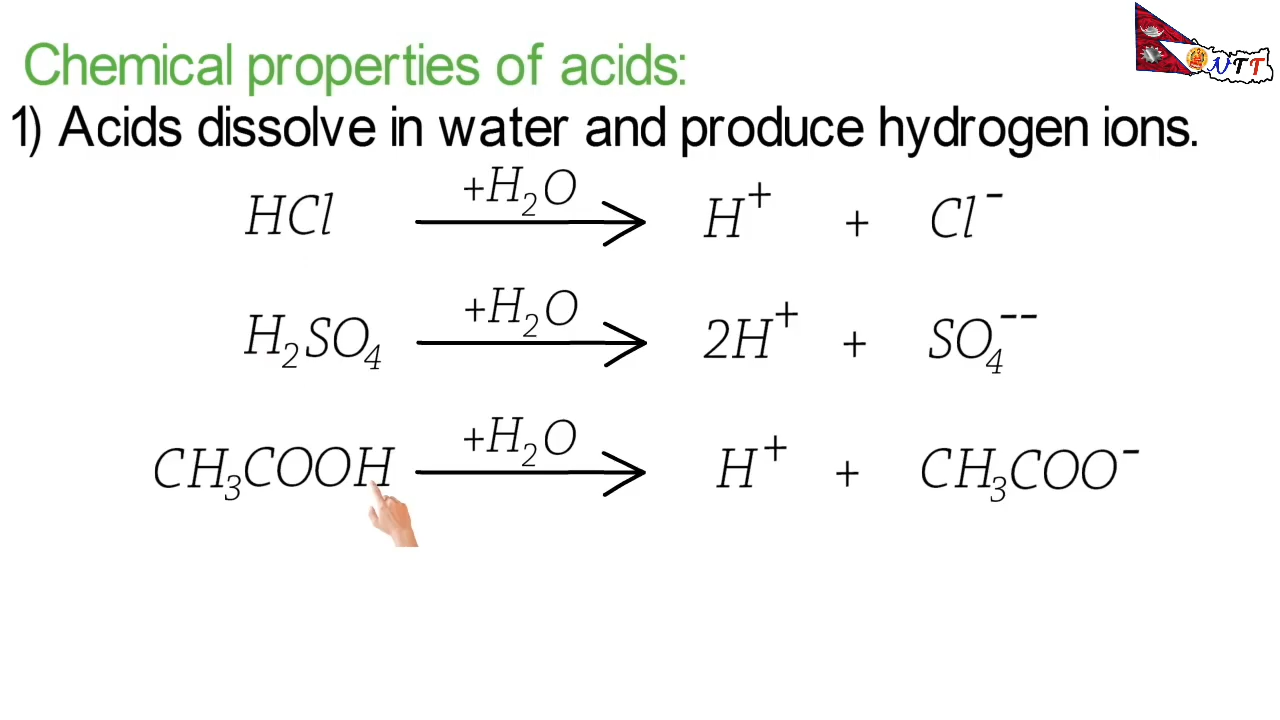 Chemical properties of acids:
NTT
1) Acids dissolve in water and produce hydrogen ions.
HCl +H₂O → H⁺ + Cl⁻
H₂SO₄ +H₂O → 2H⁺ + SO₄⁻⁻
CH₃COOH +H₂O → H⁺ + CH₃COO⁻